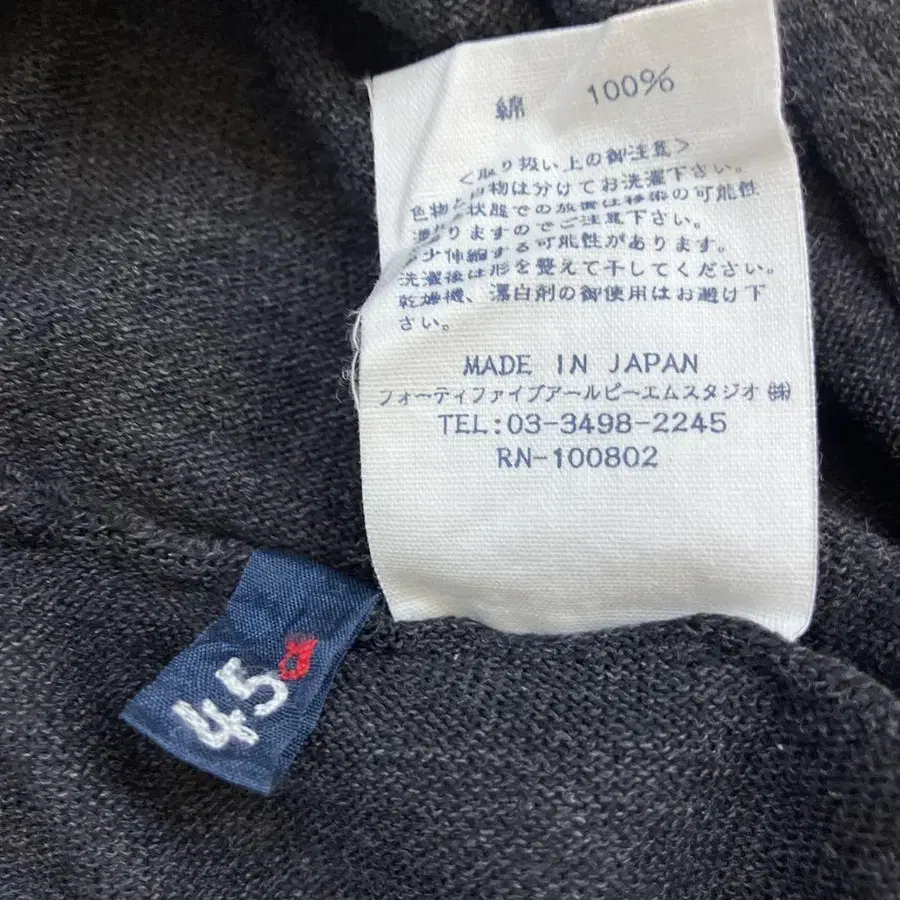 綿 100%
<取り扱い上の御注意>
色物と 物は分けてお洗濯下さい。
状態での放置は移染の可能性
ありますのでご注意下さい。
少伸縮する可能性があります。
洗濯後は形を整えて干してください。
乾燥機、漂白剤の御使用はお避け下
さい。
MADE IN JAPAN
フォーティファイブアールピーエムスタジオ㈱
TEL:03-3498-2245
RN-100802
45